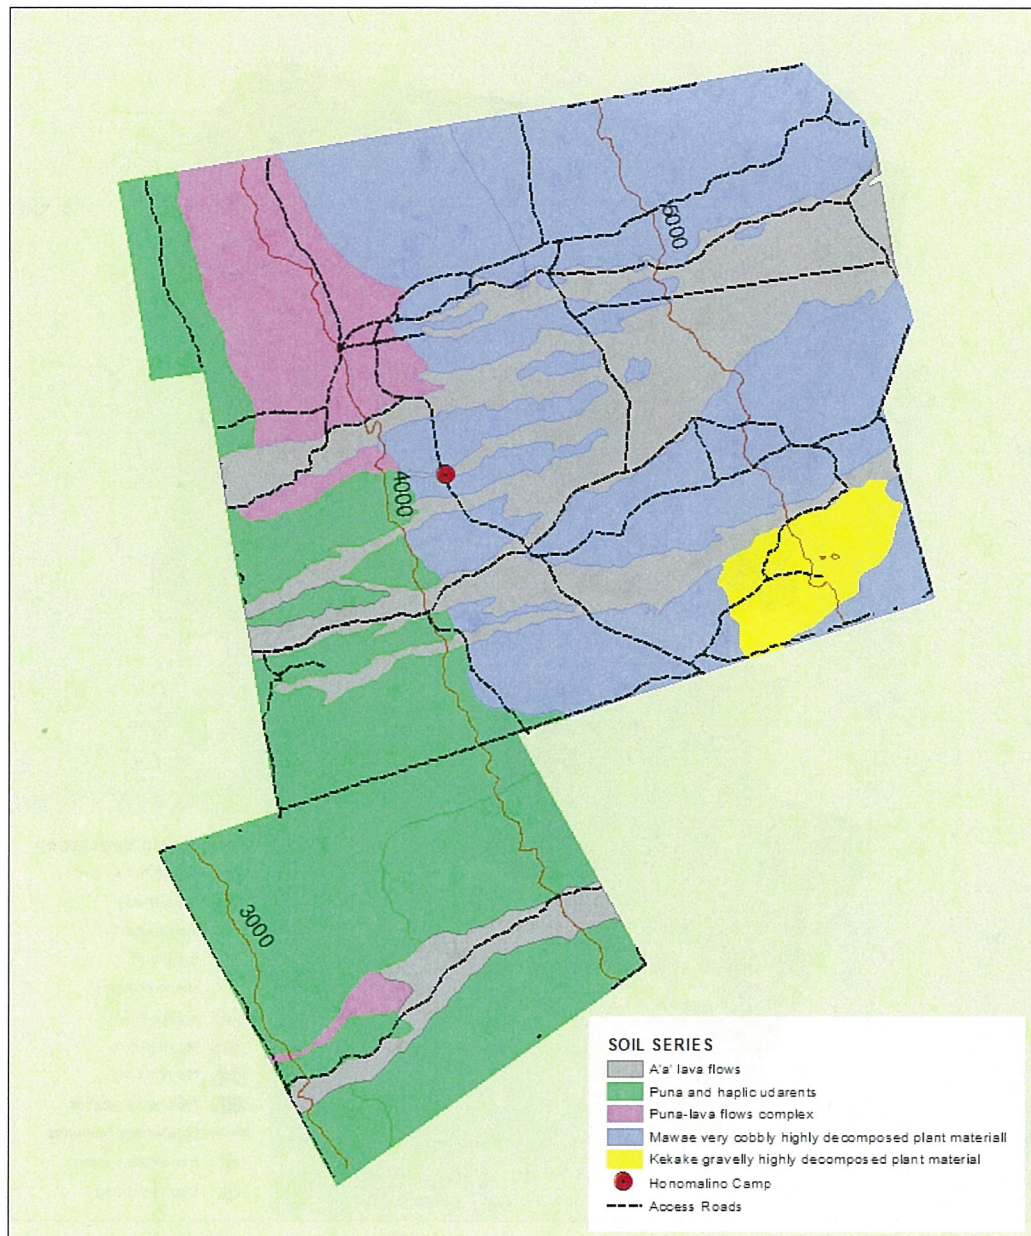 5000
4000
3000
SOIL SERIES
A'a' lava flows
Puna and haplic udarents
Puna-lava flows complex
Mawae very cobbly highly decomposed plant materiall
Kekake gravelly highly decomposed plant material
Honomalino Camp
Access Roads